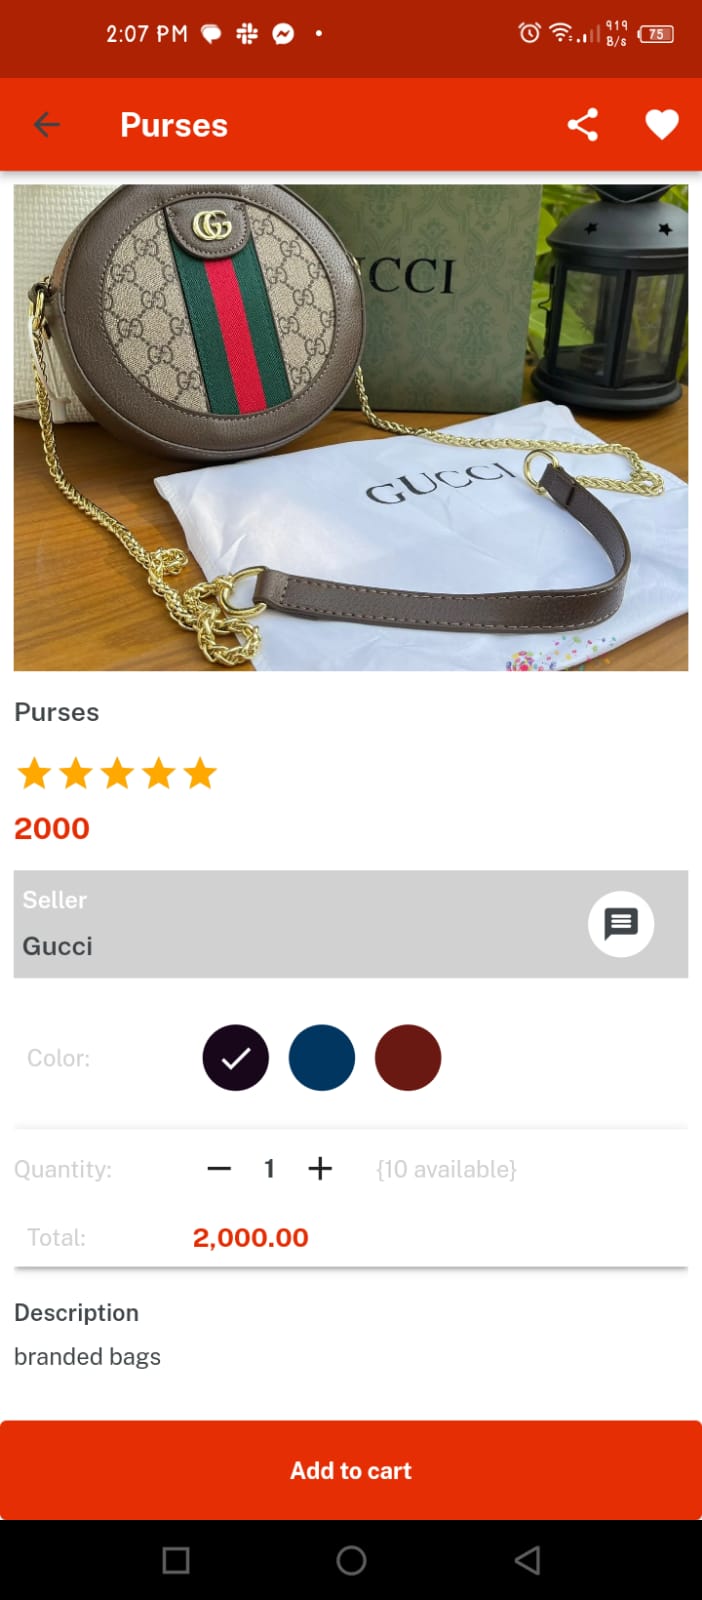 2:07 PM
919
B/s
75
Purses
GUCCI
GUCCI
Purses
2000
Seller
Gucci
Color:
Quantity:
1
{10 available}
Total:
2,000.00
Description
branded bags
Add to cart